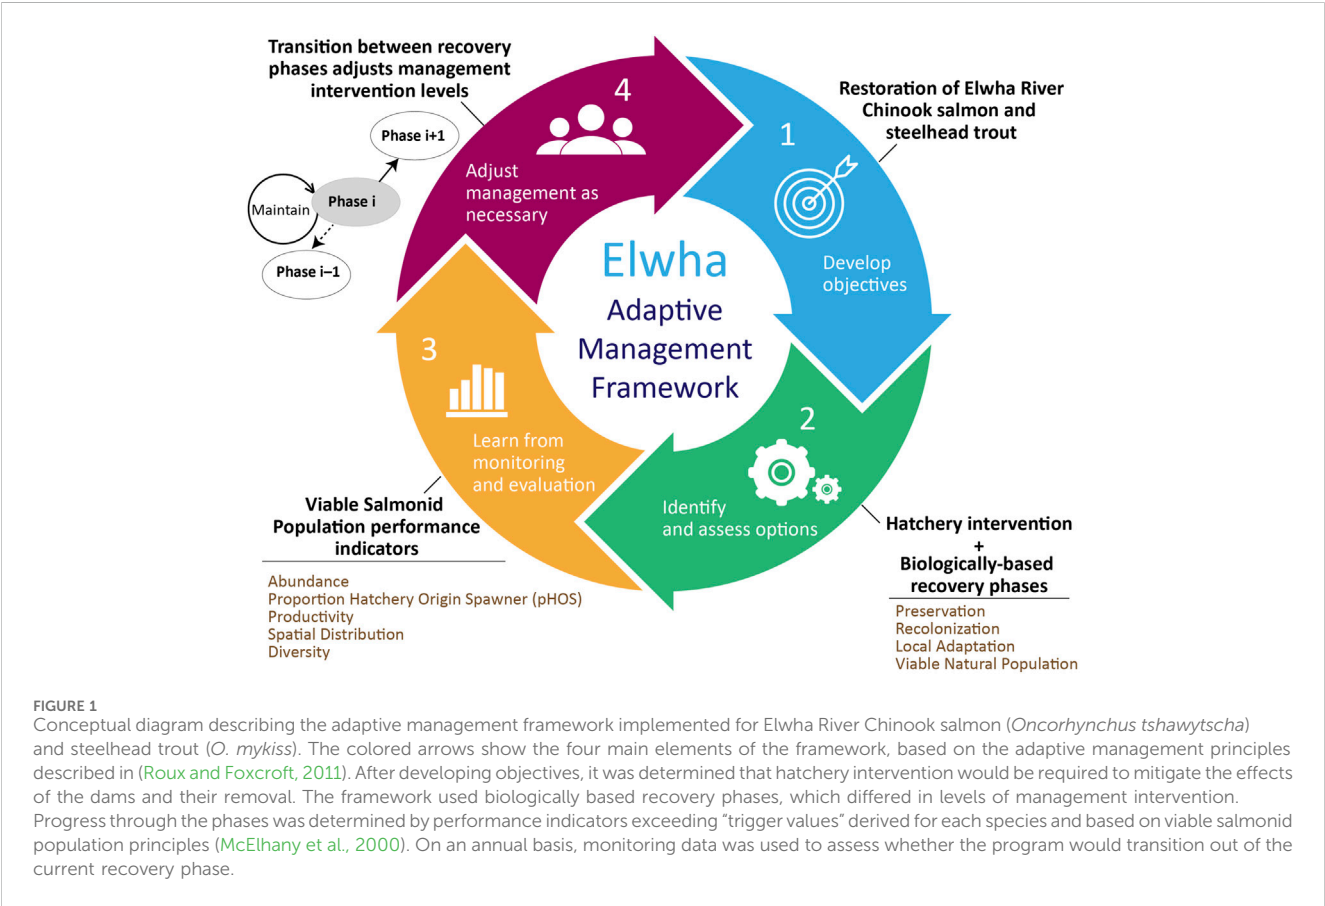 Transition between recovery
phases adjusts management
intervention levels
Phase i+1
Maintain
Phase i
Phase i–1
4
Adjust
management as
necessary
1
Develop
objectives
Restoration of Elwha River
Chinook salmon and
steelhead trout
Elwha
Adaptive
Management
Framework
3
Learn from
monitoring
and evaluation
2
Identify
and assess options
Viable Salmonid
Population performance
indicators
Abundance
Proportion Hatchery Origin Spawner (pHOS)
Productivity
Spatial Distribution
Diversity
Hatchery intervention
+
Biologically-based
recovery phases
Preservation
Recolonization
Local Adaptation
Viable Natural Population
FIGURE 1
Conceptual diagram describing the adaptive management framework implemented for Elwha River Chinook salmon (Oncorhynchus tshawytscha)
and steelhead trout (O. mykiss). The colored arrows show the four main elements of the framework, based on the adaptive management principles
described in (Roux and Foxcroft, 2011). After developing objectives, it was determined that hatchery intervention would be required to mitigate the effects
of the dams and their removal. The framework used biologically based recovery phases, which differed in levels of management intervention.
Progress through the phases was determined by performance indicators exceeding “trigger values” derived for each species and based on viable salmonid
population principles (McElhany et al., 2000). On an annual basis, monitoring data was used to assess whether the program would transition out of the
current recovery phase.